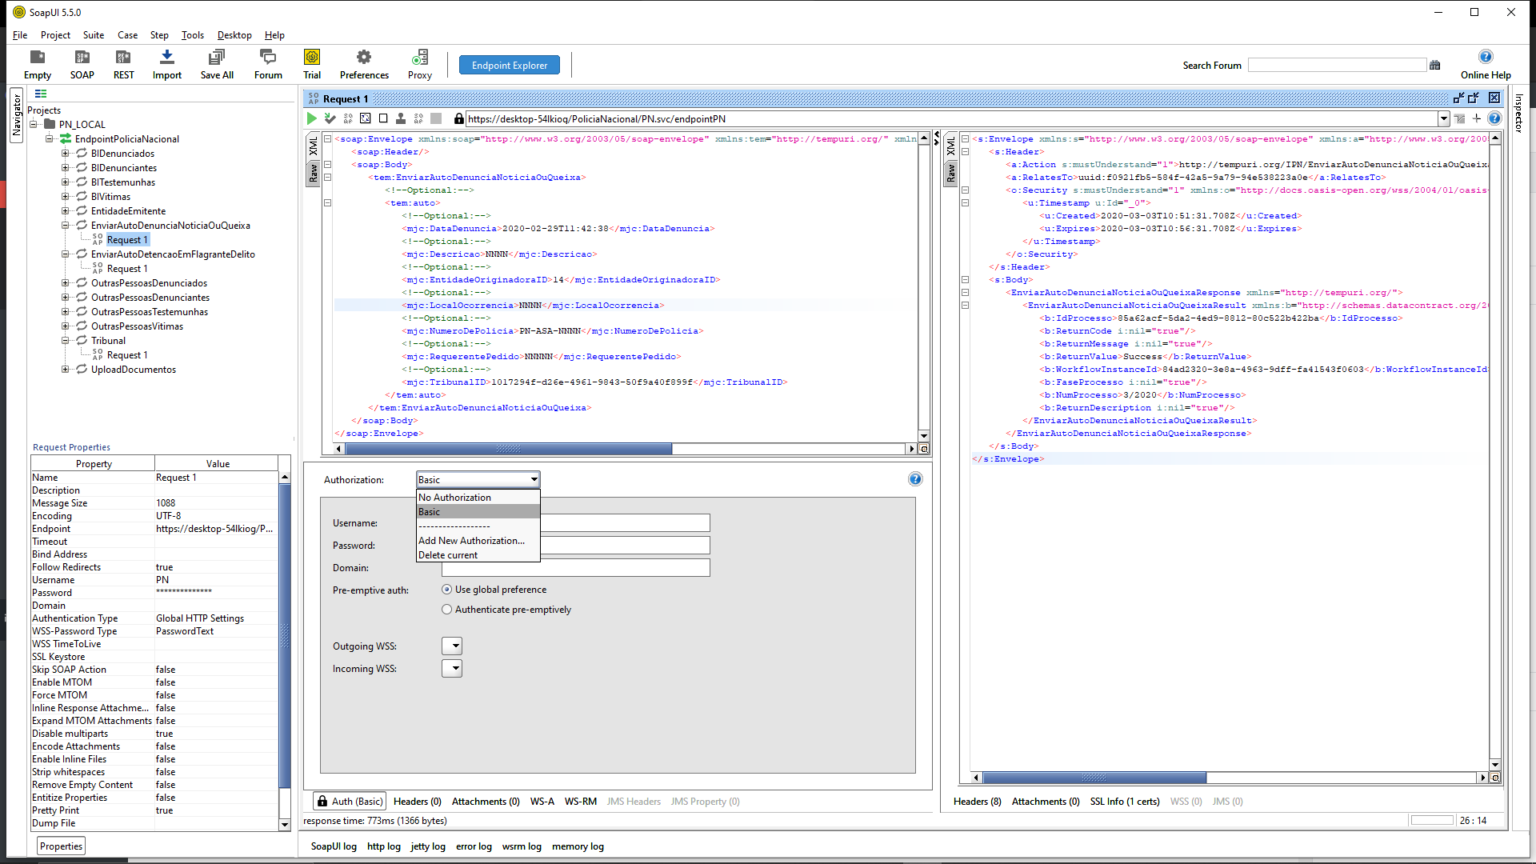 SoapUI 5.5.0
File Project Suite Case Step Tools Desktop Help
Empty SOAP REST Import Save All Forum Trial Preferences Proxy
Endpoint Explorer
Search Forum
Online Help
Navigator
Projects
PN_LOCAL
EndpointPoliciaNacional
BIDenunciados
BIDenunciantes
BITestemunhas
BIVitimas
EntidadeEmitente
EnviarAutoDenunciaNoticiaOuQueixa
Request 1
EnviarAutoDetencaoEmFlagranteDelito
Request 1
OutrasPessoasDenunciados
OutrasPessoasDenunciantes
OutrasPessoasTestemunhas
OutrasPessoasVitimas
Tribunal
Request 1
UploadDocumentos
Request Properties
Property Value
Name Request 1
Description
Message Size 1088
Encoding UTF-8
Endpoint https://desktop-54lkioq/P...
Timeout
Bind Address
Follow Redirects true
Username PN
Password **************
Domain
Authentication Type Global HTTP Settings
WSS-Password Type PasswordText
WSS TimeToLive
SSL Keystore
Skip SOAP Action false
Enable MTOM false
Force MTOM false
Inline Response Attachme... false
Expand MTOM Attachments false
Disable multiparts true
Encode Attachments false
Enable Inline Files false
Strip whitespaces false
Remove Empty Content false
Entitize Properties false
Pretty Print true
Dump File
Properties
Request 1
https://desktop-54lkioq/PoliciaNacional/PN.svc/endpointPN
XML
Raw
<soap:Envelope xmlns:soap="http://www.w3.org/2003/05/soap-envelope" xmlns:tem="http://tempuri.org/" xmln
<soap:Header/>
<soap:Body>
<tem:EnviarAutoDenunciaNoticiaOuQueixa>
<!--Optional:-->
<tem:auto>
<!--Optional:-->
<mjc:DataDenuncia>2020-02-29T11:42:38</mjc:DataDenuncia>
<!--Optional:-->
<mjc:Descricao>NNNN</mjc:Descricao>
<!--Optional:-->
<mjc:EntidadeOriginadoraID>14</mjc:EntidadeOriginadoraID>
<!--Optional:-->
<mjc:LocalOcorrencia>NNNN</mjc:LocalOcorrencia>
<!--Optional:-->
<mjc:NumeroDePolicia>PN-ASA-NNNN</mjc:NumeroDePolicia>
<!--Optional:-->
<mjc:RequerentePedido>NNNNN</mjc:RequerentePedido>
<!--Optional:-->
<mjc:TribunalID>1017294f-d26e-4961-9843-50f9a40f899f</mjc:TribunalID>
</tem:auto>
</tem:EnviarAutoDenunciaNoticiaOuQueixa>
</soap:Body>
</soap:Envelope>
Authorization: Basic
No Authorization
Basic
------------------
Add New Authorization...
Delete current
Username:
Password:
Domain:
Pre-emptive auth: Use global preference
Authenticate pre-emptively
Outgoing WSS:
Incoming WSS:
Auth (Basic) Headers (0) Attachments (0) WS-A WS-RM JMS Headers JMS Property (0)
response time: 773ms (1366 bytes)
XML
Raw
<s:Envelope xmlns:s="http://www.w3.org/2003/05/soap-envelope" xmlns:a="http://www.w3.org/200
<s:Header>
<a:Action s:mustUnderstand="1">http://tempuri.org/IPN/EnviarAutoDenunciaNoticiaOuQueixa
<a:RelatesTo>uuid:f0921fb5-584f-42a5-9a79-94e538223a0e</a:RelatesTo>
<o:Security s:mustUnderstand="1" xmlns:o="http://docs.oasis-open.org/wss/2004/01/oasis-
<u:Timestamp u:Id="_0">
<u:Created>2020-03-03T10:51:31.708Z</u:Created>
<u:Expires>2020-03-03T10:56:31.708Z</u:Expires>
</u:Timestamp>
</o:Security>
</s:Header>
<s:Body>
<EnviarAutoDenunciaNoticiaOuQueixaResponse xmlns="http://tempuri.org/">
<EnviarAutoDenunciaNoticiaOuQueixaResult xmlns:b="http://schemas.datacontract.org/20
<b:IdProcesso>85a62acf-5da2-4ed9-8812-80c522b422ba</b:IdProcesso>
<b:ReturnCode i:nil="true"/>
<b:ReturnMessage i:nil="true"/>
<b:ReturnValue>Success</b:ReturnValue>
<b:WorkflowInstanceId>84ad2320-3e8a-4963-9dff-fa41543f0603</b:WorkflowInstanceId
<b:FaseProcesso i:nil="true"/>
<b:NumProcesso>3/2020</b:NumProcesso>
<b:ReturnDescription i:nil="true"/>
</EnviarAutoDenunciaNoticiaOuQueixaResult>
</EnviarAutoDenunciaNoticiaOuQueixaResponse>
</s:Body>
</s:Envelope>
Headers (8) Attachments (0) SSL Info (1 certs) WSS (0) JMS (0)
26 : 14
Inspector
SoapUI log http log jetty log error log wsrm log memory log